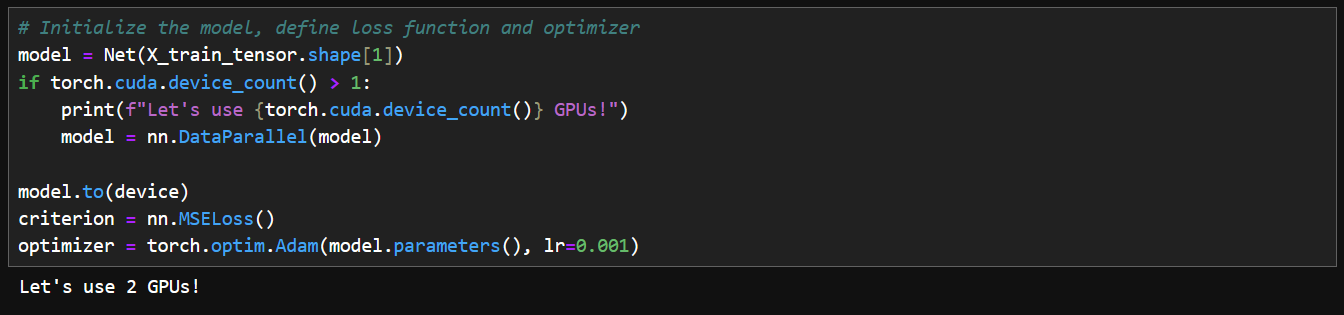 # Initialize the model, define loss function and optimizer
model = Net(X_train_tensor.shape[1])
if torch.cuda.device_count() > 1:
    print(f"Let's use {torch.cuda.device_count()} GPUs!")
    model = nn.DataParallel(model)

model.to(device)
criterion = nn.MSELoss()
optimizer = torch.optim.Adam(model.parameters(), lr=0.001)
Let's use 2 GPUs!